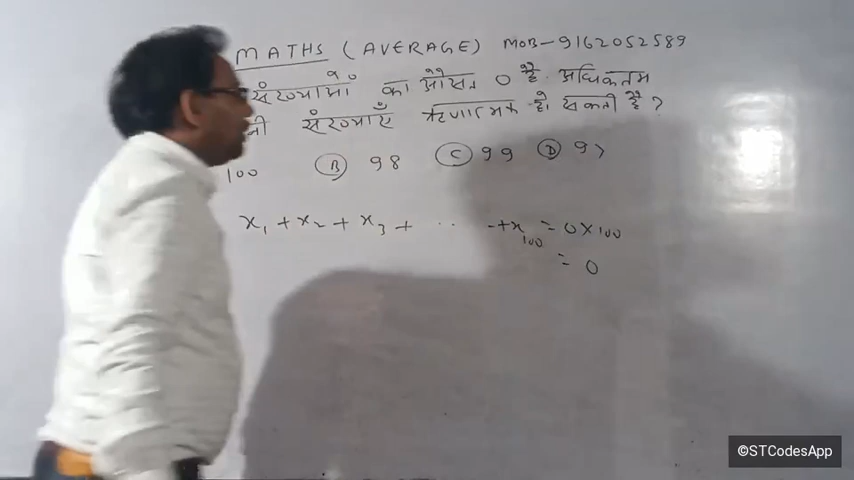 MATHS (AVERAGE) MOB-9162052589
संख्याओं का औसत 0 है. अधिकतम
संख्याएँ ऋणात्मक हो सकती है ?
100 (B) 98 (C) 99 (D) 97
x₁ + x₂ + x₃ + .. .+x₁₀₀ = 0×100
= 0
©STCodesApp